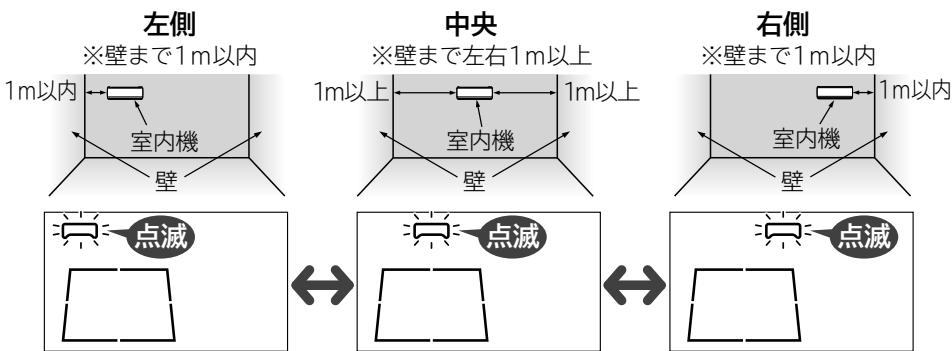 左側
※壁まで1m以内
1m以内
室内機
壁
点滅
中央
※壁まで左右1m以上
1m以上
1m以上
室内機
壁
点滅
右側
※壁まで1m以内
1m以内
室内機
壁
点滅